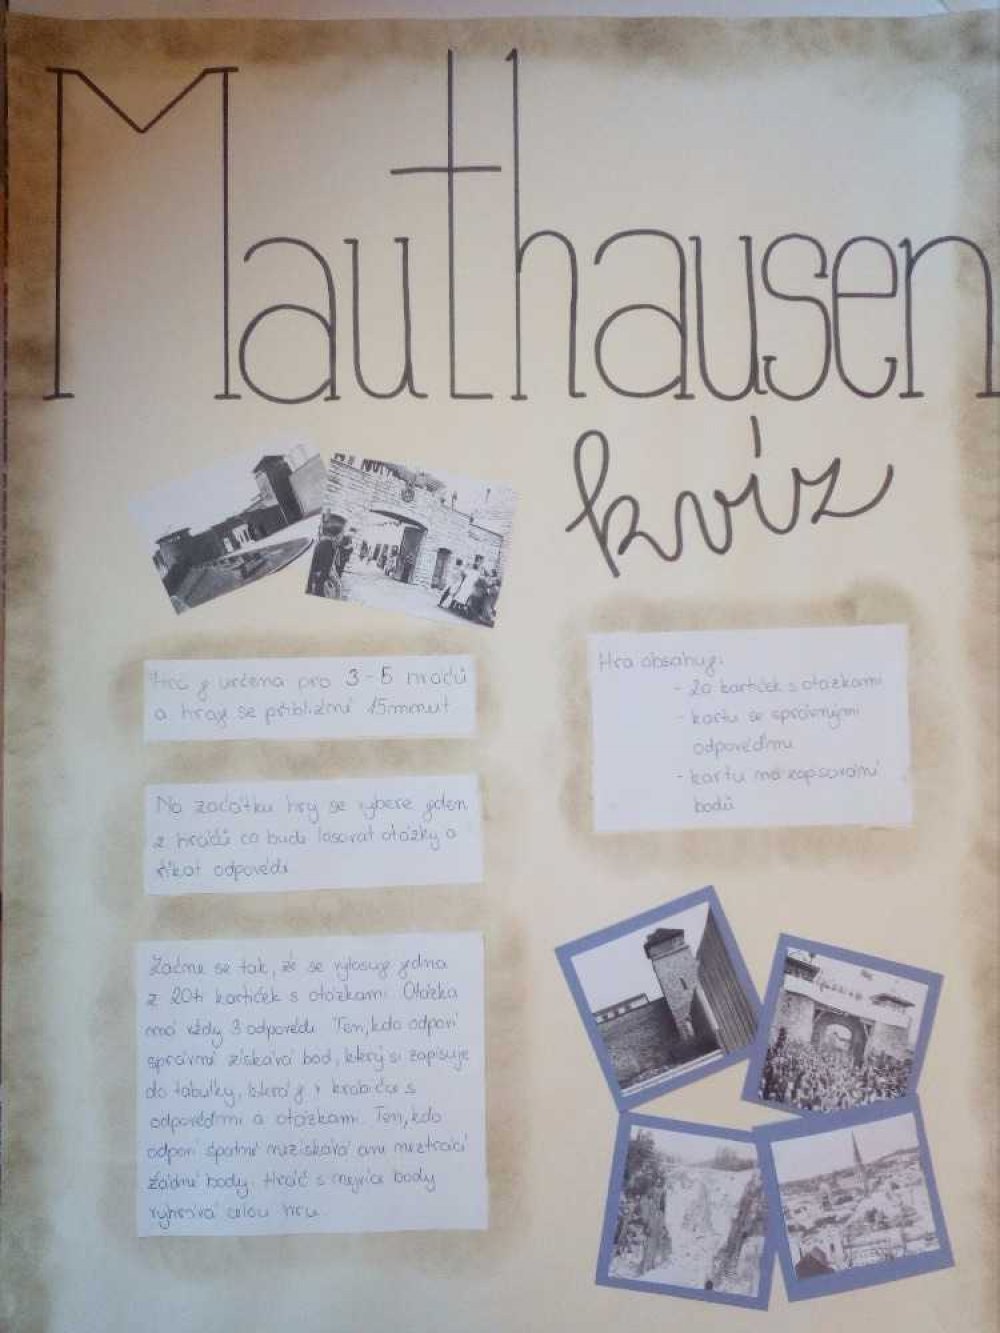 Mauthausen
kvíz
Hra je určena pro 3-5 hráčů
a hraje se přibližně 15 minut
Na začátku hry se vybere jeden
z hráčů co bude losovat otázky a
říkat odpovědi
Hra obsahuje:
- 20 kartiček s otázkami
- kartu se správnými
odpověďmi
- kartu na zapisování
bodů
Začne se tak, že se vylosuje jedna
z 20ti kartiček s otázkami. Otázka
má vždy 3 odpovědi. Ten, kdo odpoví
správně získává bod, který si zapisuje
do tabulky, která je v krabičce s
odpověďmi a otázkami. Ten, kdo
odpoví špatně nezískává ani neztrácí
žádné body. Hráč s nejvíce body
vyhrává celou hru.